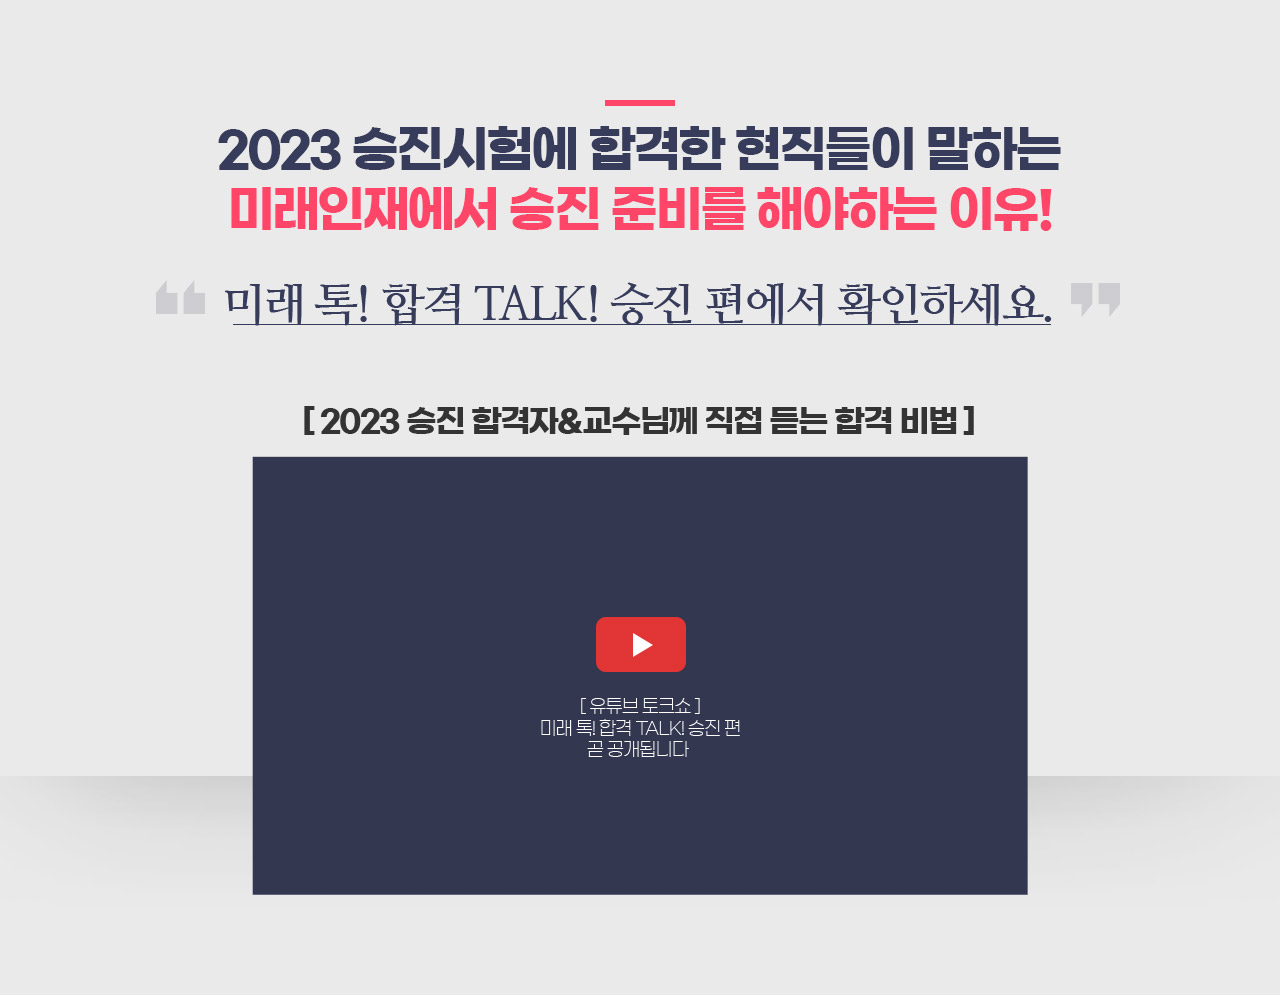 2023 승진시험에 합격한 현직들이 말하는
미래인재에서 승진 준비를 해야하는 이유!
❝ 미래 톡! 합격 TALK! 승진 편에서 확인하세요. ❞
[ 2023 승진 합격자&교수님께 직접 듣는 합격 비법 ]
[ 유튜브 토크쇼 ]
미래 톡! 합격 TALK! 승진 편
곧 공개됩니다